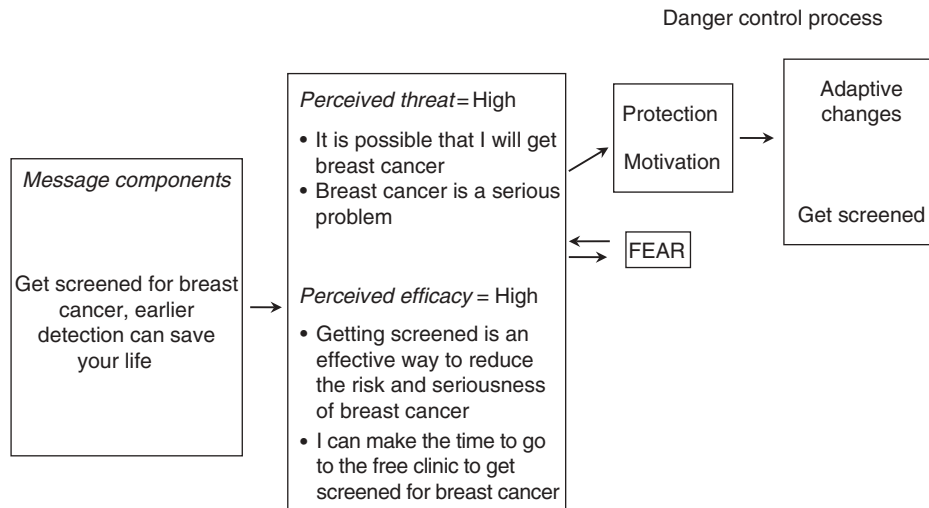 Danger control process
Message components
Get screened for breast
cancer, earlier
detection can save
your life
Perceived threat = High
• It is possible that I will get
breast cancer
• Breast cancer is a serious
problem
Perceived efficacy = High
• Getting screened is an
effective way to reduce
the risk and seriousness
of breast cancer
• I can make the time to go
to the free clinic to get
screened for breast cancer
Protection
Motivation
FEAR
Adaptive
changes
Get screened